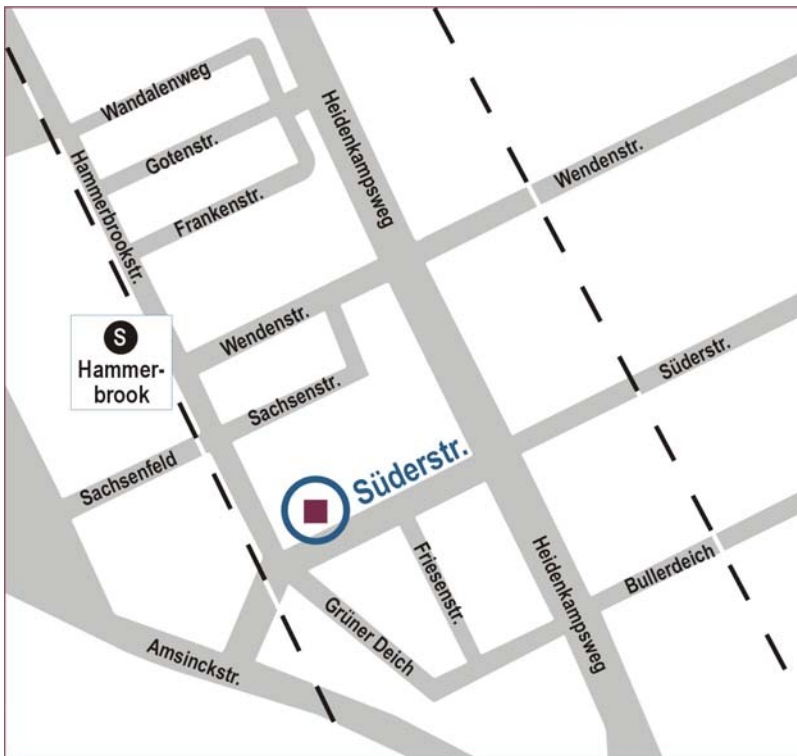 Wandalenweg
Gotenstr.
Heidenkampsweg
Wendenstr.
Hammerbrookstr.
Frankenstr.
S
Hammer-
brook
Wendenstr.
Süderstr.
Sachsenstr.
Sachsenfeld
Süderstr.
Friesenstr.
Heidenkampsweg
Bullerdeich
Grüner Deich
Amsinckstr.